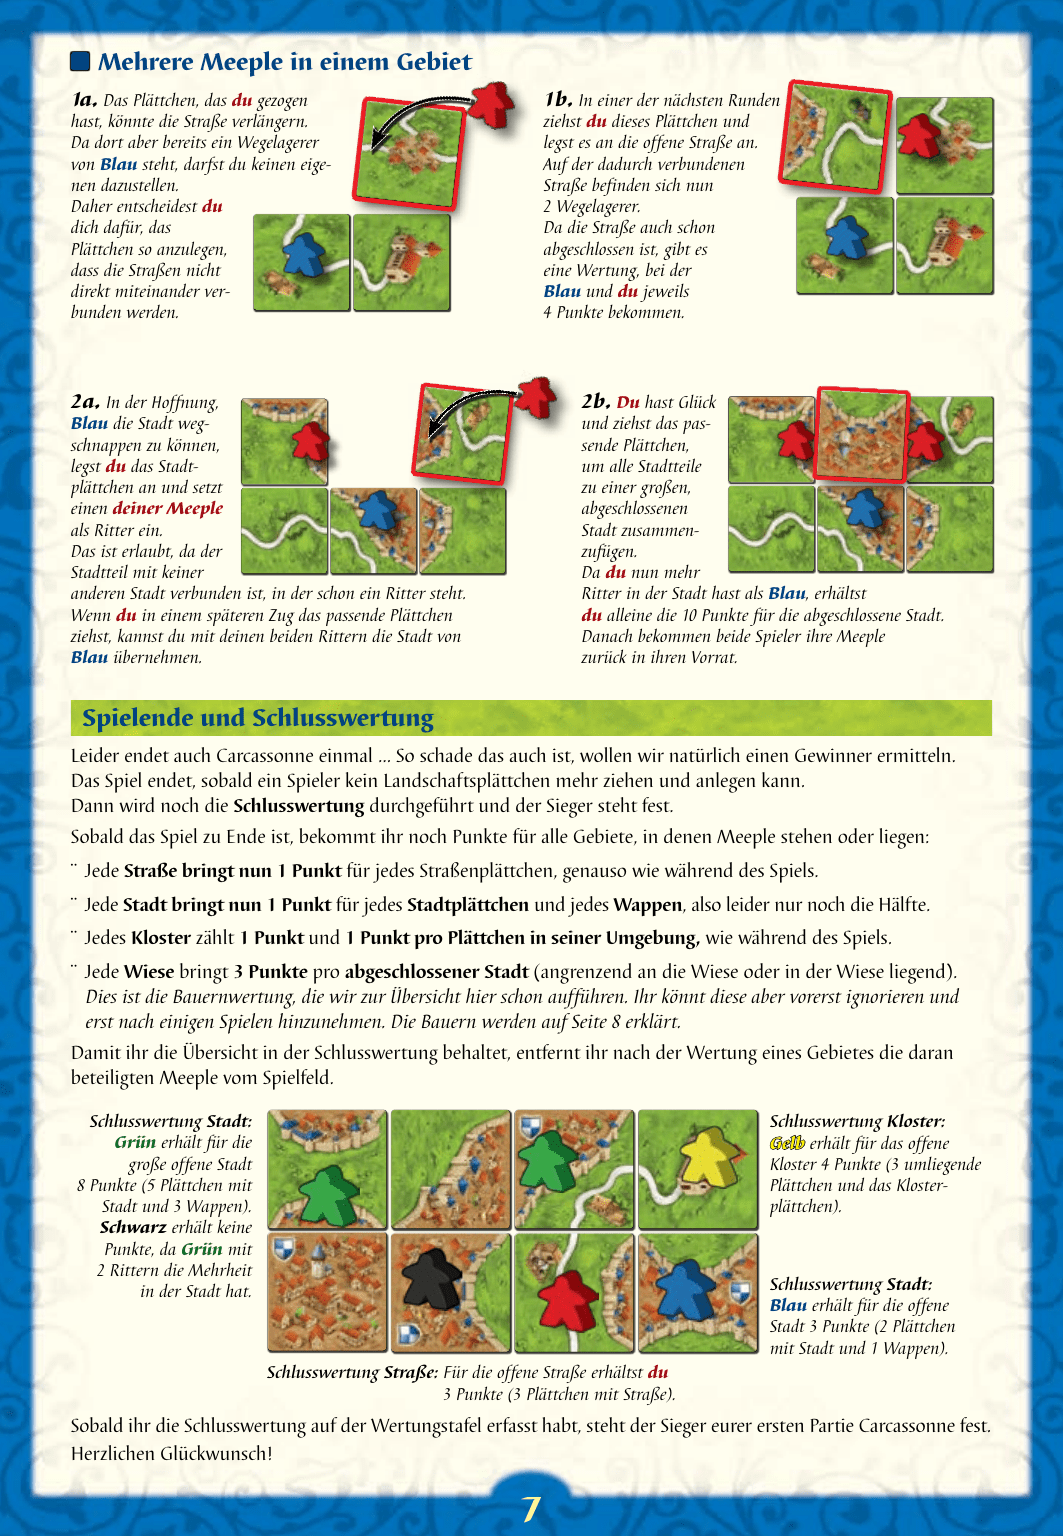 Mehrere Meeple in einem Gebiet
1a. Das Plättchen, das du gezogen
hast, könnte die Straße verlängern.
Da dort aber bereits ein Wegelagerer
von Blau steht, darfst du keinen eige-
nen dazustellen.
Daher entscheidest du
dich dafür, das
Plättchen so anzulegen,
dass die Straßen nicht
direkt miteinander ver-
bunden werden.
1b. In einer der nächsten Runden
ziehst du dieses Plättchen und
legst es an die offene Straße an.
Auf der dadurch verbundenen
Straße befinden sich nun
2 Wegelagerer.
Da die Straße auch schon
abgeschlossen ist, gibt es
eine Wertung, bei der
Blau und du jeweils
4 Punkte bekommen.
2a. In der Hoffnung,
Blau die Stadt weg-
schnappen zu können,
legst du das Stadt-
plättchen an und setzt
einen deiner Meeple
als Ritter ein.
Das ist erlaubt, da der
Stadtteil mit keiner
anderen Stadt verbunden ist, in der schon ein Ritter steht.
Wenn du in einem späteren Zug das passende Plättchen
ziehst, kannst du mit deinen beiden Rittern die Stadt von
Blau übernehmen.
2b. Du hast Glück
und ziehst das pas-
sende Plättchen,
um alle Stadtteile
zu einer großen,
abgeschlossenen
Stadt zusammen-
zufügen.
Da du nun mehr
Ritter in der Stadt hast als Blau, erhältst
du alleine die 10 Punkte für die abgeschlossene Stadt.
Danach bekommen beide Spieler ihre Meeple
zurück in ihren Vorrat.
Spielende und Schlusswertung
Leider endet auch Carcassonne einmal ... So schade das auch ist, wollen wir natürlich einen Gewinner ermitteln.
Das Spiel endet, sobald ein Spieler kein Landschaftsplättchen mehr ziehen und anlegen kann.
Dann wird noch die Schlusswertung durchgeführt und der Sieger steht fest.
Sobald das Spiel zu Ende ist, bekommt ihr noch Punkte für alle Gebiete, in denen Meeple stehen oder liegen:
¨ Jede Straße bringt nun 1 Punkt für jedes Straßenplättchen, genauso wie während des Spiels.
¨ Jede Stadt bringt nun 1 Punkt für jedes Stadtplättchen und jedes Wappen, also leider nur noch die Hälfte.
¨ Jedes Kloster zählt 1 Punkt und 1 Punkt pro Plättchen in seiner Umgebung, wie während des Spiels.
¨ Jede Wiese bringt 3 Punkte pro abgeschlossener Stadt (angrenzend an die Wiese oder in der Wiese liegend).
Dies ist die Bauernwertung, die wir zur Übersicht hier schon aufführen. Ihr könnt diese aber vorerst ignorieren und
erst nach einigen Spielen hinzunehmen. Die Bauern werden auf Seite 8 erklärt.
Damit ihr die Übersicht in der Schlusswertung behaltet, entfernt ihr nach der Wertung eines Gebietes die daran
beteiligten Meeple vom Spielfeld.
Schlusswertung Stadt:
Grün erhält für die
große offene Stadt
8 Punkte (5 Plättchen mit
Stadt und 3 Wappen).
Schwarz erhält keine
Punkte, da Grün mit
2 Rittern die Mehrheit
in der Stadt hat.
Schlusswertung Kloster:
Gelb erhält für das offene
Kloster 4 Punkte (3 umliegende
Plättchen und das Kloster-
plättchen).
Schlusswertung Stadt:
Blau erhält für die offene
Stadt 3 Punkte (2 Plättchen
mit Stadt und 1 Wappen).
Schlusswertung Straße: Für die offene Straße erhältst du
3 Punkte (3 Plättchen mit Straße).
Sobald ihr die Schlusswertung auf der Wertungstafel erfasst habt, steht der Sieger eurer ersten Partie Carcassonne fest.
Herzlichen Glückwunsch!
7